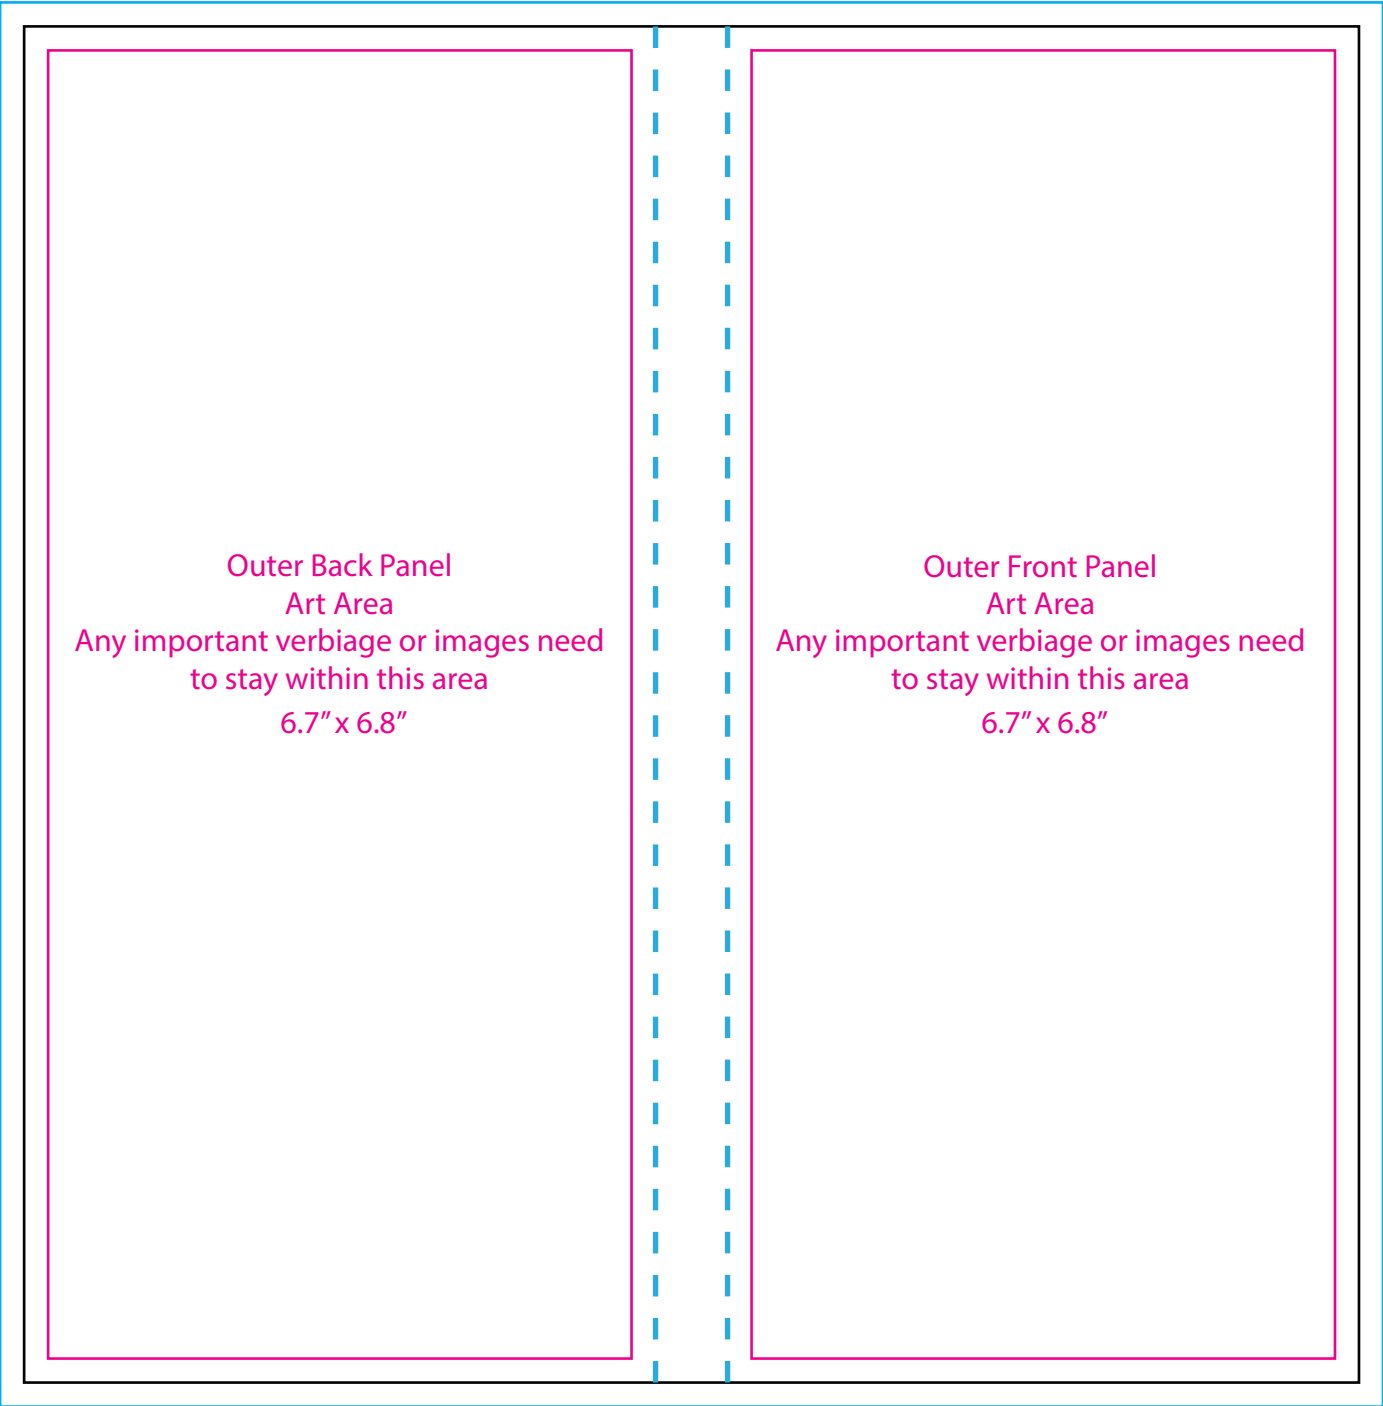 Outer Back Panel
Art Area
Any important verbiage or images need
to stay within this area
6.7” x 6.8”
Outer Front Panel
Art Area
Any important verbiage or images need
to stay within this area
6.7” x 6.8”